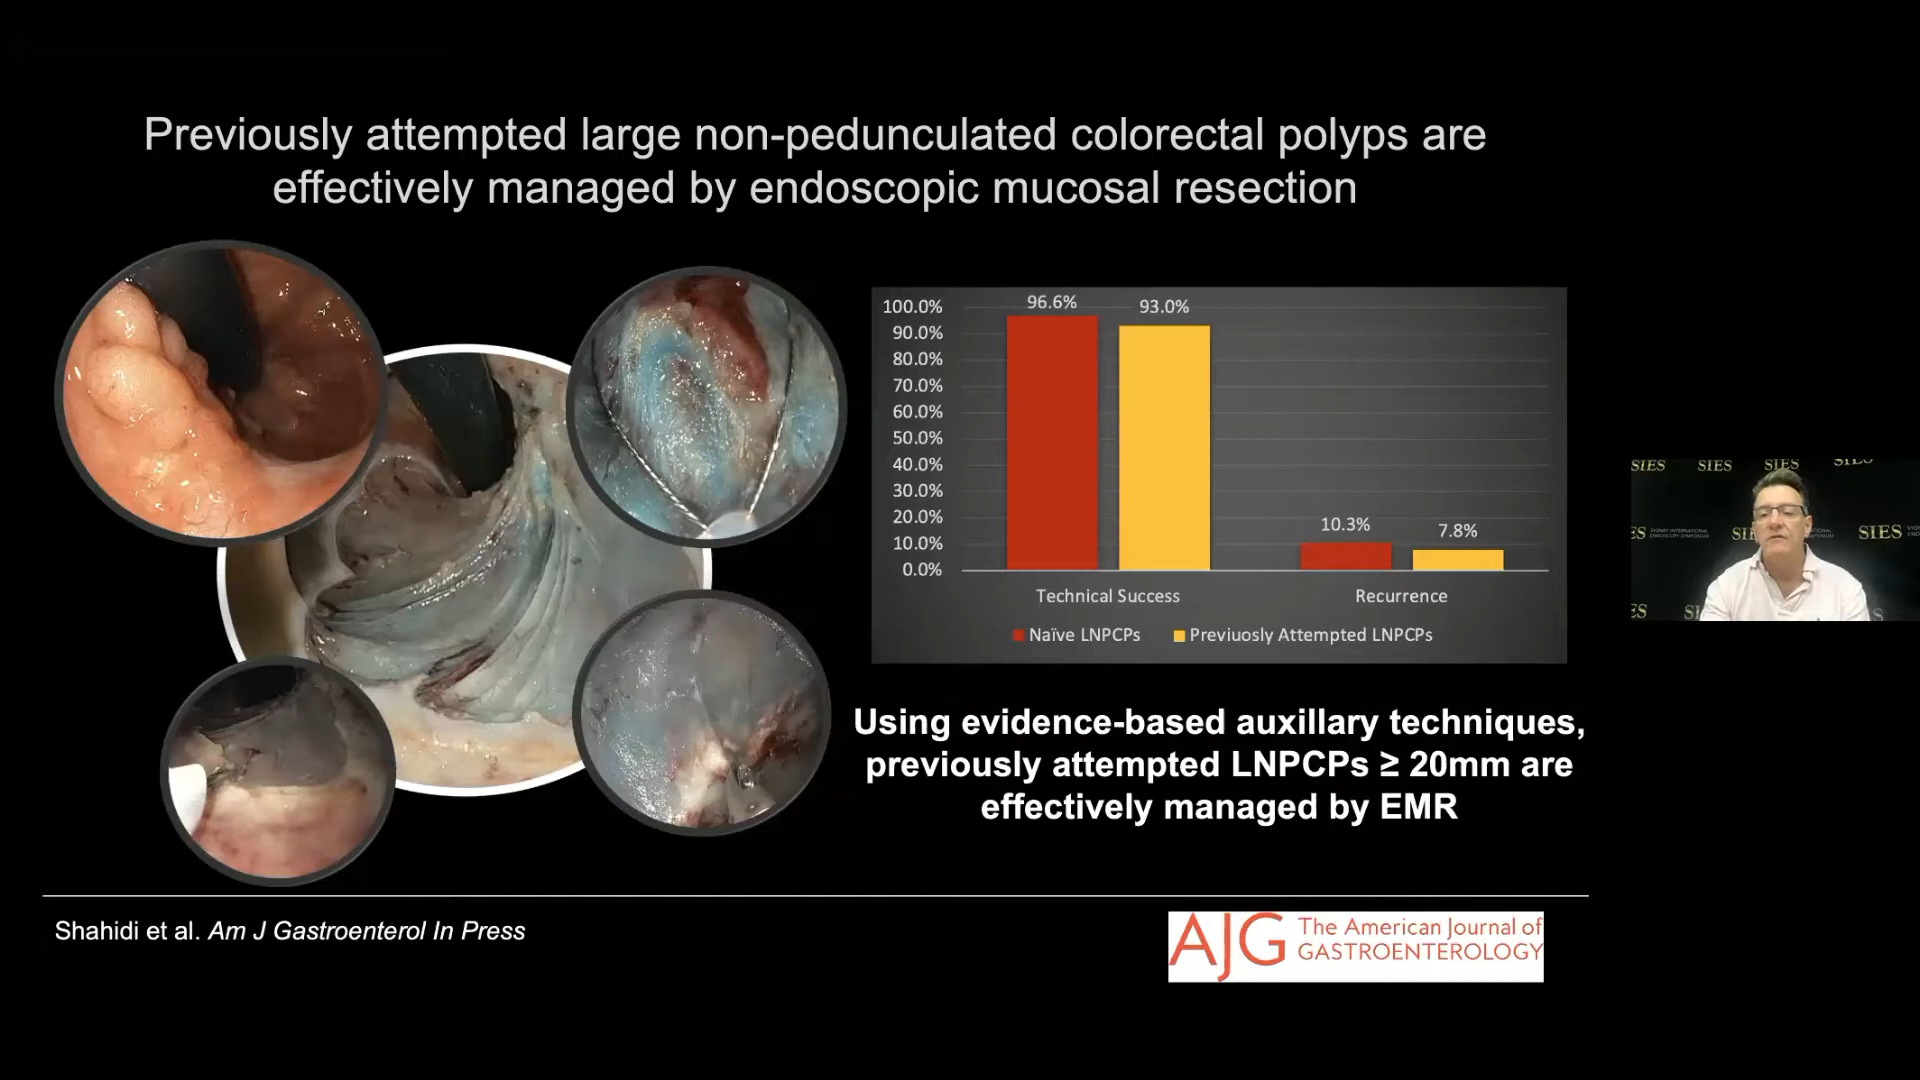 Previously attempted large non-pedunculated colorectal polyps are
effectively managed by endoscopic mucosal resection
100.0%
90.0%
80.0%
70.0%
60.0%
50.0%
40.0%
30.0%
20.0%
10.0%
0.0%
96.6%
93.0%
10.3%
7.8%
Technical Success
Recurrence
Naïve LNPCPs
Previuosly Attempted LNPCPs
Using evidence-based auxillary techniques,
previously attempted LNPCPs ≥ 20mm are
effectively managed by EMR
Shahidi et al. Am J Gastroenterol In Press
AJG
The American Journal of
GASTROENTEROLOGY
SIES SIES SIES
SIES